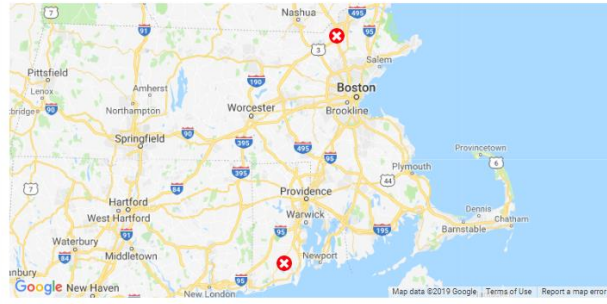 7
Nashua
495
91
95
3
Salem
Pittsfield
Lenox
Amherst
190
Boston
Brookline
Northampton
Worcester
90
Springfield
90
395
495
95
Provincetown
6
395
Plymouth
7
84
44
Hartford
West Hartford
Providence
Warwick
Dennis
Chatham
Barnstable
91
95
195
Waterbury
Middletown
Newport
84
95
New London
Google
New Haven
Map data ©2019 Google
Terms of Use
Report a map error